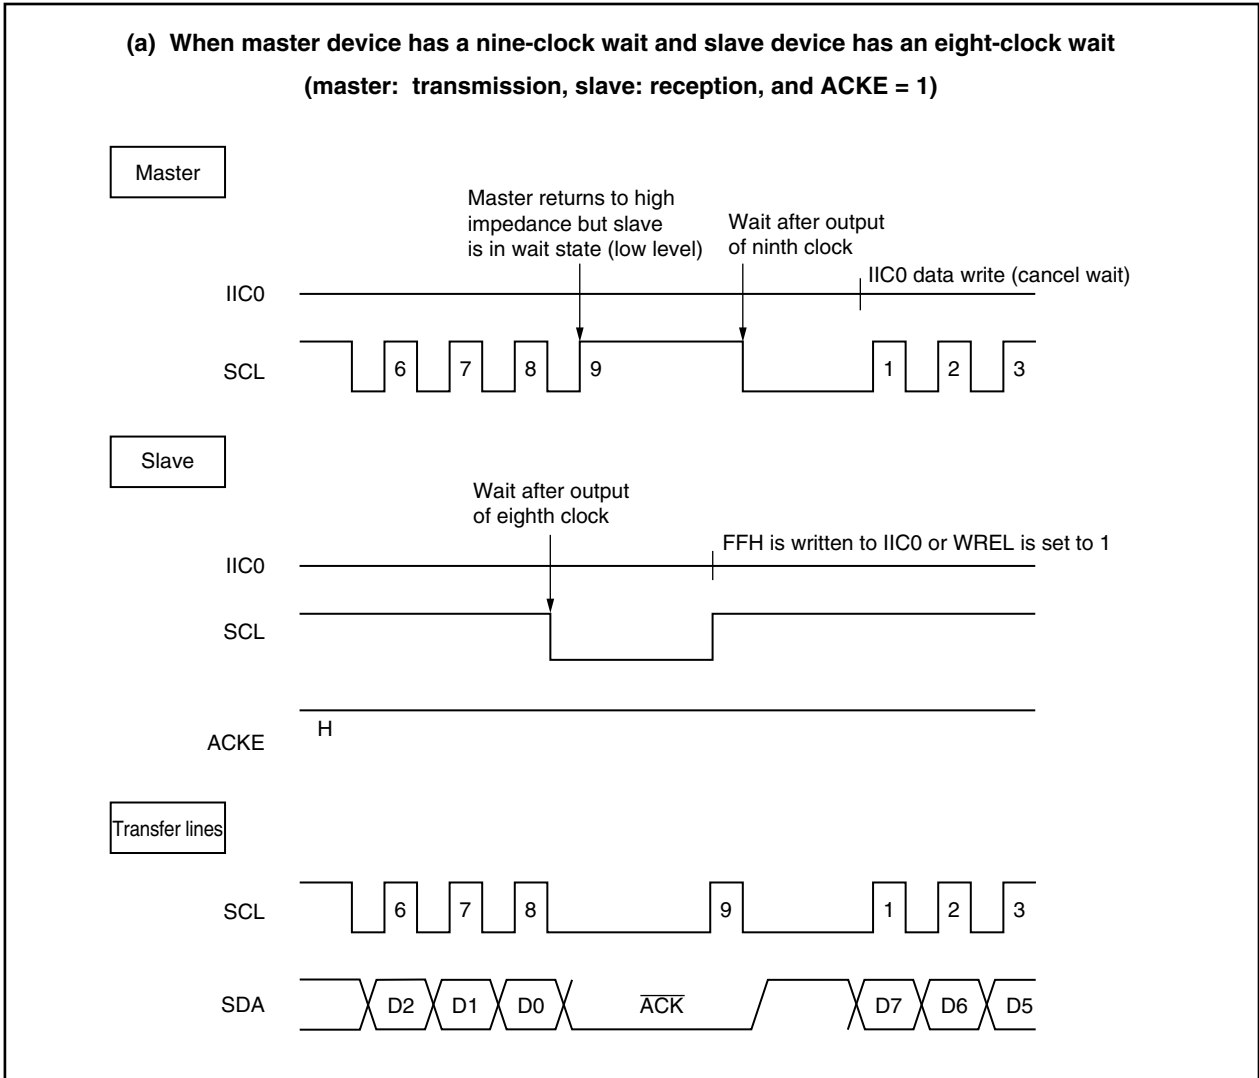 (a) When master device has a nine-clock wait and slave device has an eight-clock wait
(master: transmission, slave: reception, and ACKE = 1)
Master
Master returns to high
impedance but slave
is in wait state (low level)
Wait after output
of ninth clock
IIC0 data write (cancel wait)
IIC0
SCL
6 7 8 9 1 2 3
Slave
Wait after output
of eighth clock
FFH is written to IIC0 or WREL is set to 1
IIC0
SCL
H
ACKE
Transfer lines
SCL
6 7 8 9 1 2 3
SDA
D2 D1 D0 A̅C̅K̅ D7 D6 D5